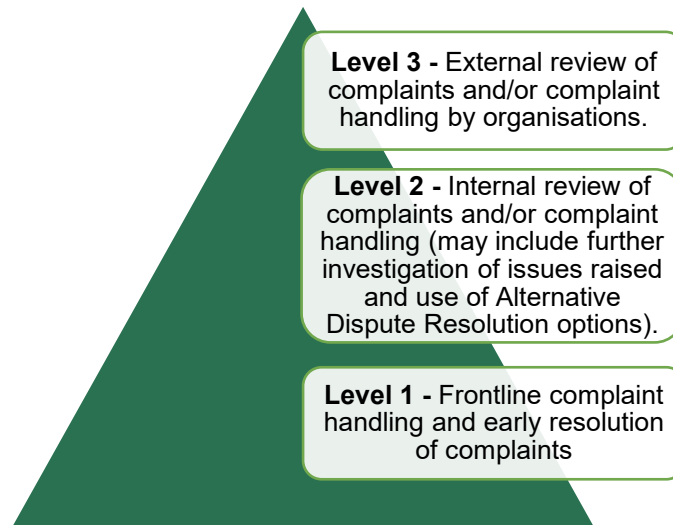 Level 3 - External review of
complaints and/or complaint
handling by organisations.
Level 2 - Internal review of
complaints and/or complaint
handling (may include further
investigation of issues raised
and use of Alternative
Dispute Resolution options).
Level 1 - Frontline complaint
handling and early resolution
of complaints